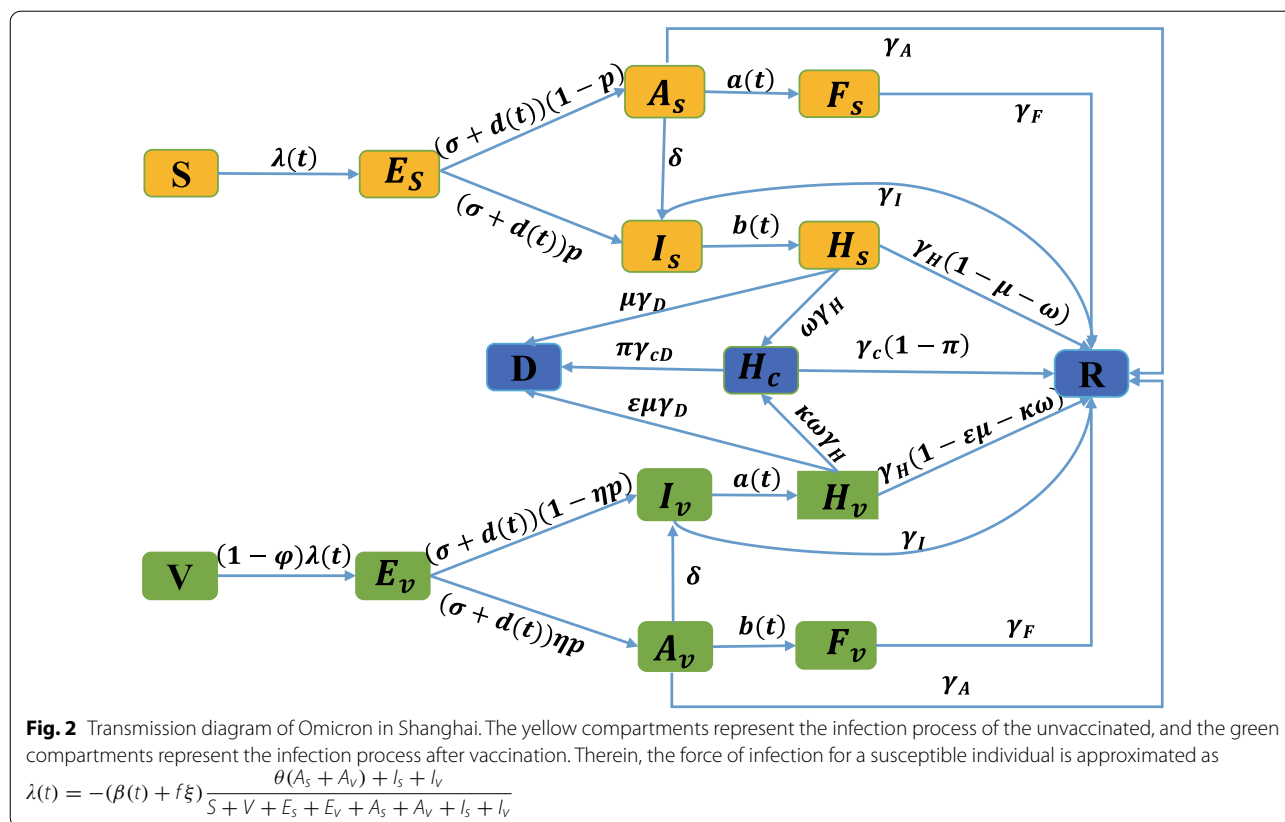 γ_A
A_s
a(t)
F_s
(σ + d(t))(1 − p)
γ_F
S
λ(t)
E_S
δ
γ_I
(σ + d(t))p
I_s
b(t)
H_s
γ_H(1 − μ − ω)
μγ_D
ωγ_H
D
πγ_{cD}
H_c
γ_c(1 − π)
R
εμγ_D
κωγ_H
γ_H(1 − εμ − κω)
(σ + d(t))(1 − ηp)
I_v
a(t)
H_v
V
(1 − φ)λ(t)
E_v
γ_I
δ
(σ + d(t))ηp
A_v
b(t)
F_v
γ_F
γ_A
Fig. 2 Transmission diagram of Omicron in Shanghai. The yellow compartments represent the infection process of the unvaccinated, and the green
compartments represent the infection process after vaccination. Therein, the force of infection for a susceptible individual is approximated as
λ(t) = −(β(t) + fξ) \frac{θ(A_s + A_v) + I_s + I_v}{S + V + E_s + E_v + A_s + A_v + I_s + I_v}